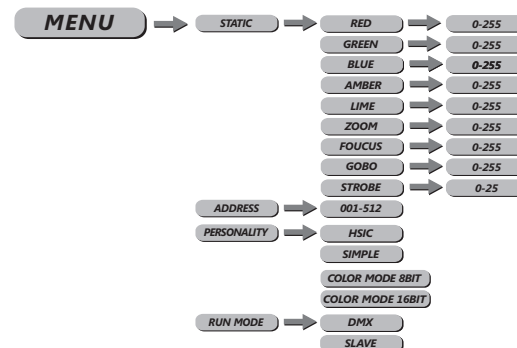 MENU STATIC RED 0-255
GREEN 0-255
BLUE 0-255
AMBER 0-255
LIME 0-255
ZOOM 0-255
FOUCUS 0-255
GOBO 0-255
STROBE 0-25
ADDRESS 001-512
PERSONALITY HSIC
SIMPLE
COLOR MODE 8BIT
COLOR MODE 16BIT
RUN MODE DMX
SLAVE